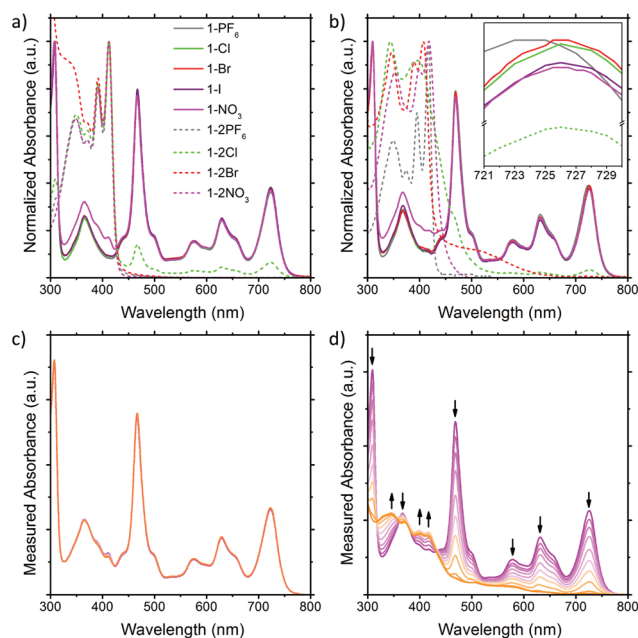 a)
Normalized Absorbance (a.u.)
1-PF₆
1-Cl
1-Br
1-I
1-NO₃
1-2PF₆
1-2Cl
1-2Br
1-2NO₃
300 400 500 600 700 800
Wavelength (nm)
b)
Normalized Absorbance (a.u.)
721 723 725 727 729
300 400 500 600 700 800
Wavelength (nm)
c)
Measured Absorbance (a.u.)
300 400 500 600 700 800
Wavelength (nm)
d)
Measured Absorbance (a.u.)
300 400 500 600 700 800
Wavelength (nm)